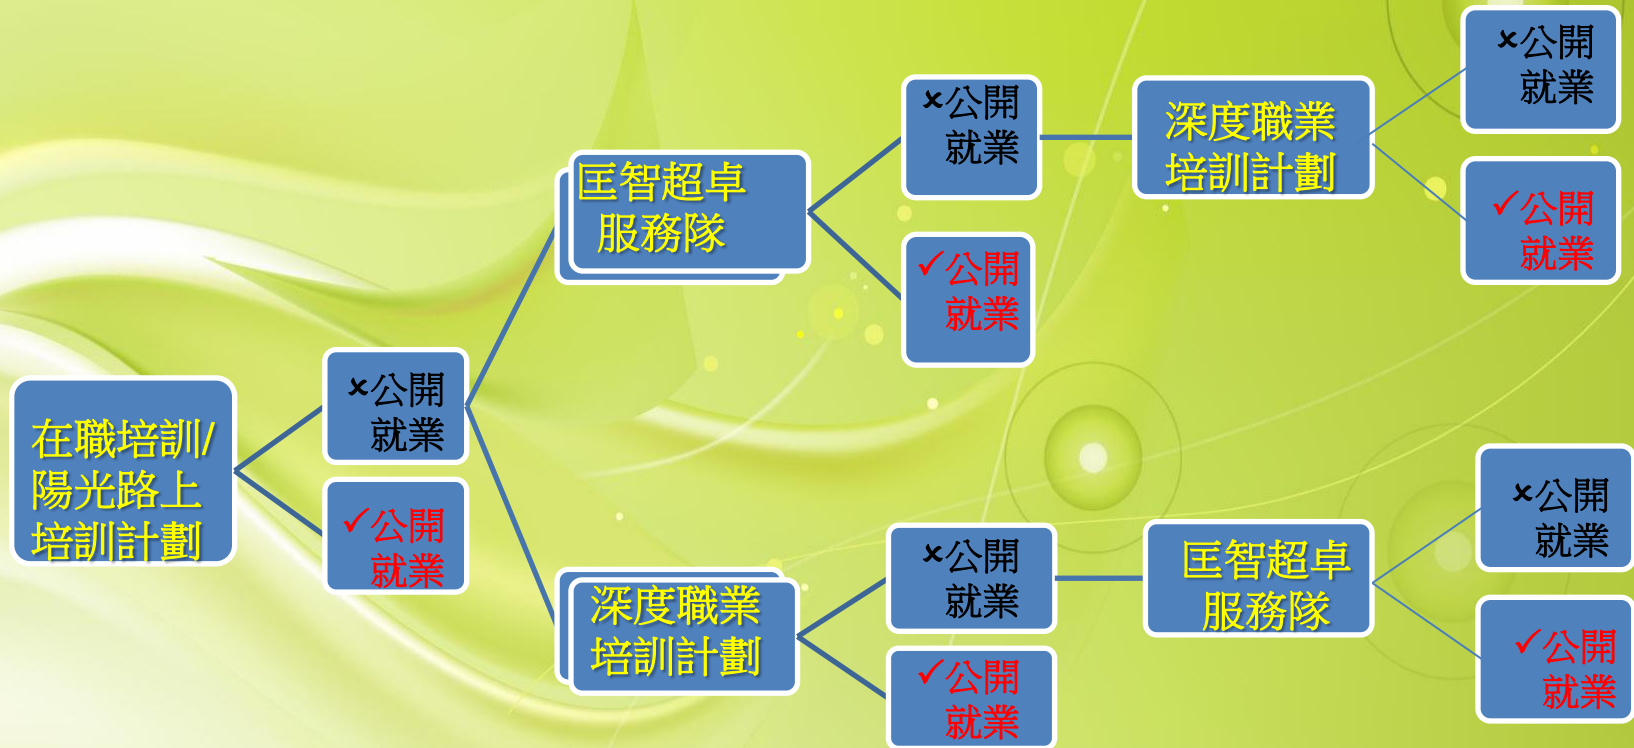 在職培訓/
陽光路上
培訓計劃
✘公開
就業
✓公開
就業
匡智超卓
服務隊
✘公開
就業
✓公開
就業
深度職業
培訓計劃
✘公開
就業
✓公開
就業
深度職業
培訓計劃
✘公開
就業
✓公開
就業
匡智超卓
服務隊
✘公開
就業
✓公開
就業